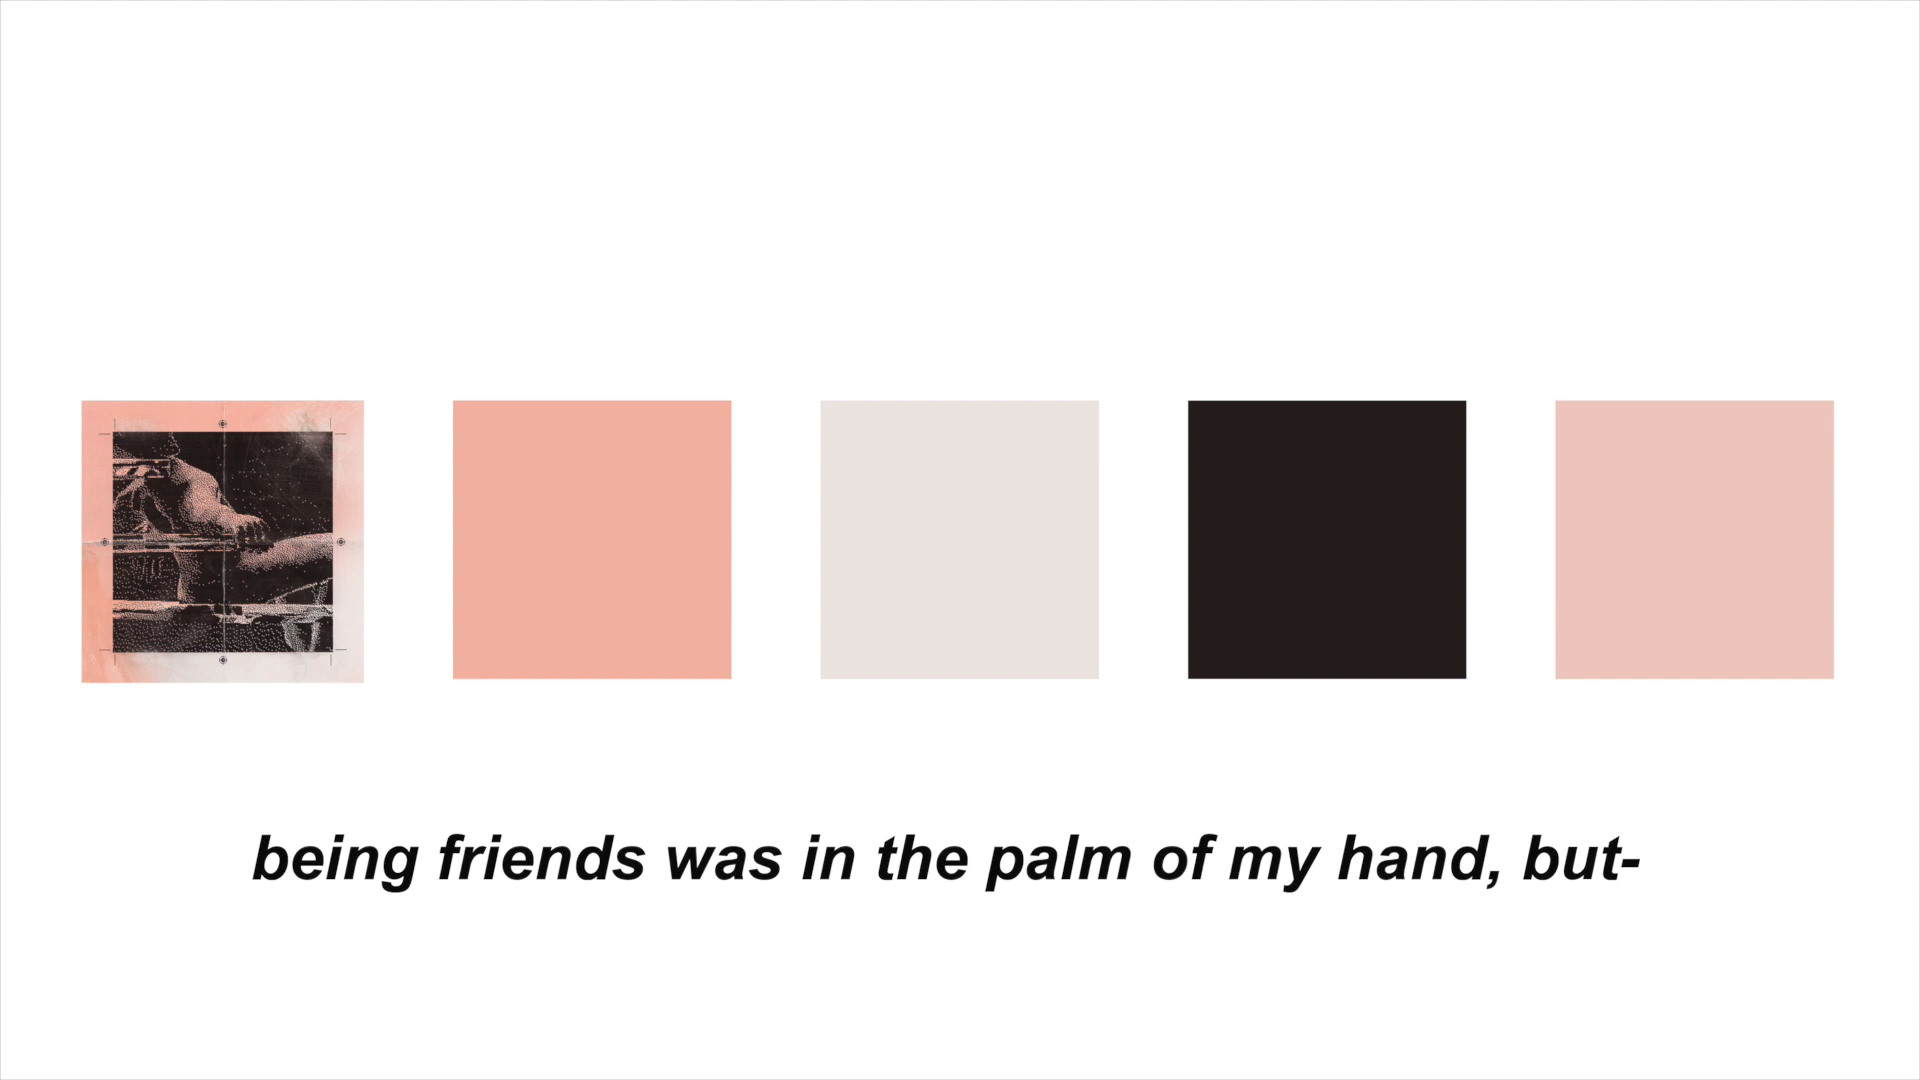 being friends was in the palm of my hand, but-